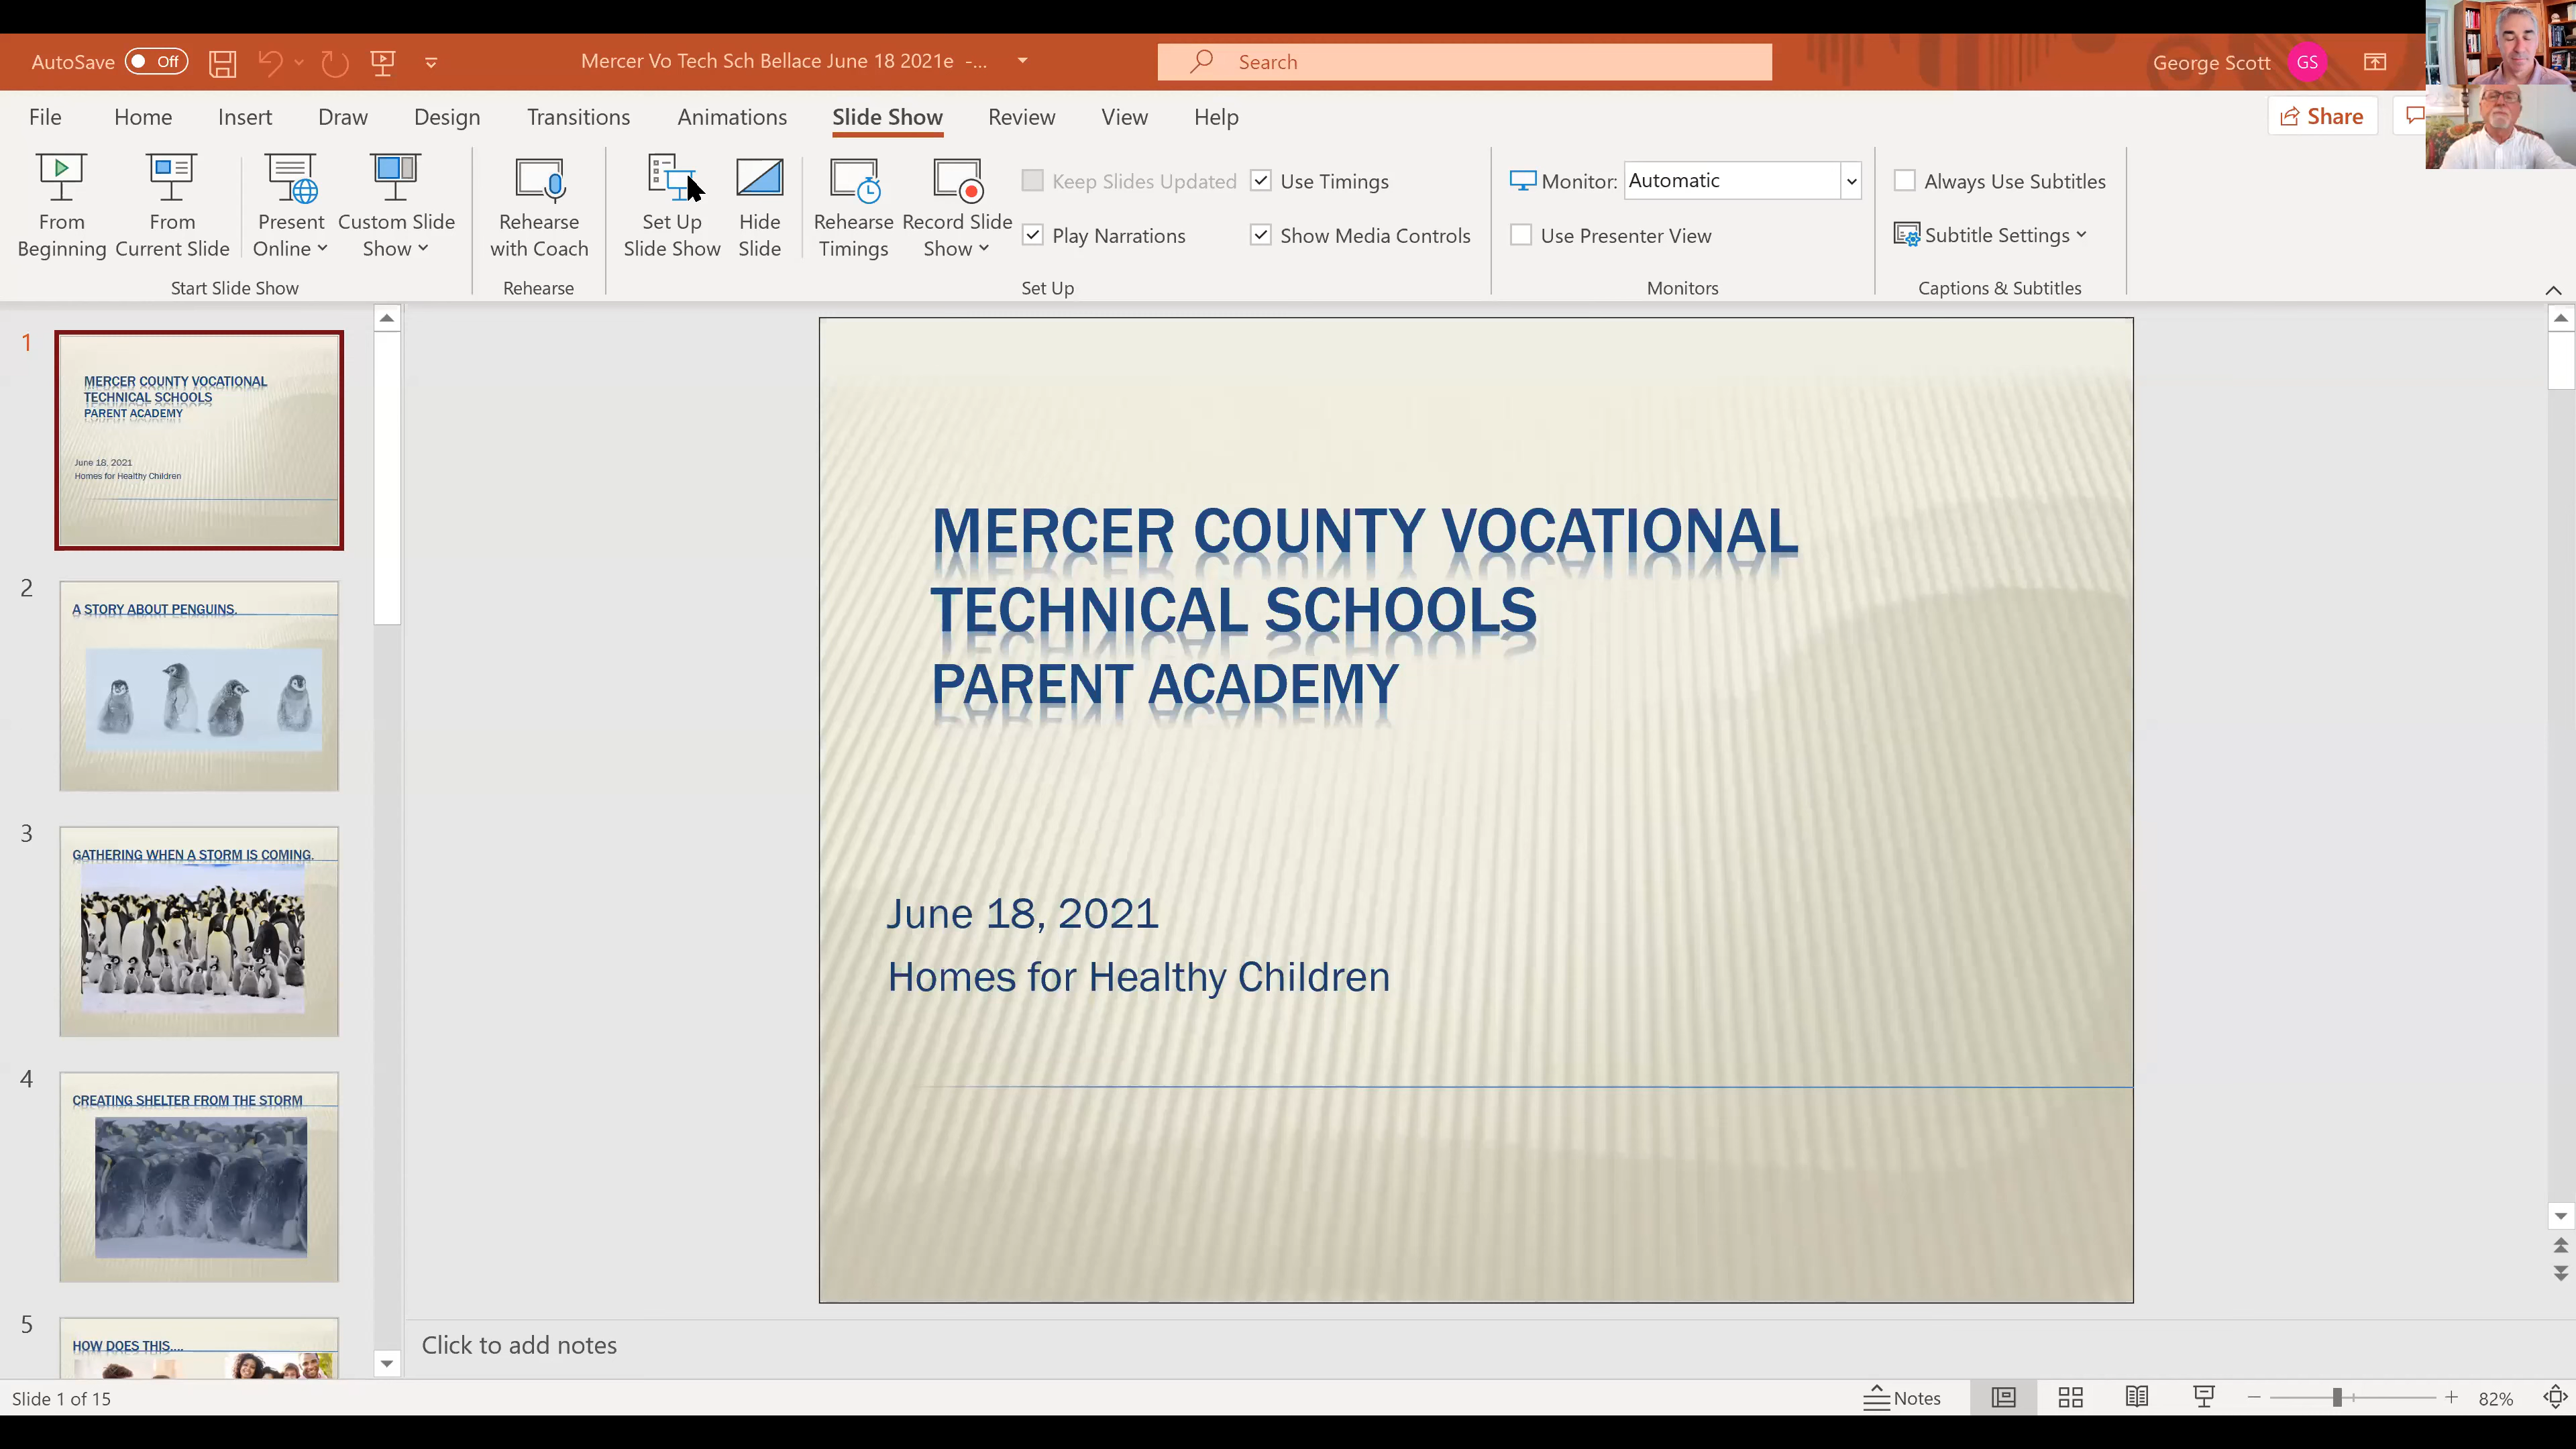 AutoSave Off
Mercer Vo Tech Sch Bellace June 18 2021e -...
Search
George Scott GS
File Home Insert Draw Design Transitions Animations Slide Show Review View Help
Share
From Beginning
From Current Slide
Present Online
Custom Slide Show
Start Slide Show
Rehearse with Coach
Rehearse
Set Up Slide Show
Hide Slide
Rehearse Timings
Record Slide Show
Keep Slides Updated
Use Timings
Play Narrations
Show Media Controls
Set Up
Monitor: Automatic
Use Presenter View
Monitors
Always Use Subtitles
Subtitle Settings
Captions & Subtitles
1
MERCER COUNTY VOCATIONAL
TECHNICAL SCHOOLS
PARENT ACADEMY
June 18, 2021
Homes for Healthy Children
2
A STORY ABOUT PENGUINS.
3
GATHERING WHEN A STORM IS COMING.
4
CREATING SHELTER FROM THE STORM
5
HOW DOES THIS....
MERCER COUNTY VOCATIONAL
TECHNICAL SCHOOLS
PARENT ACADEMY
June 18, 2021
Homes for Healthy Children
Click to add notes
Slide 1 of 15
Notes
82%